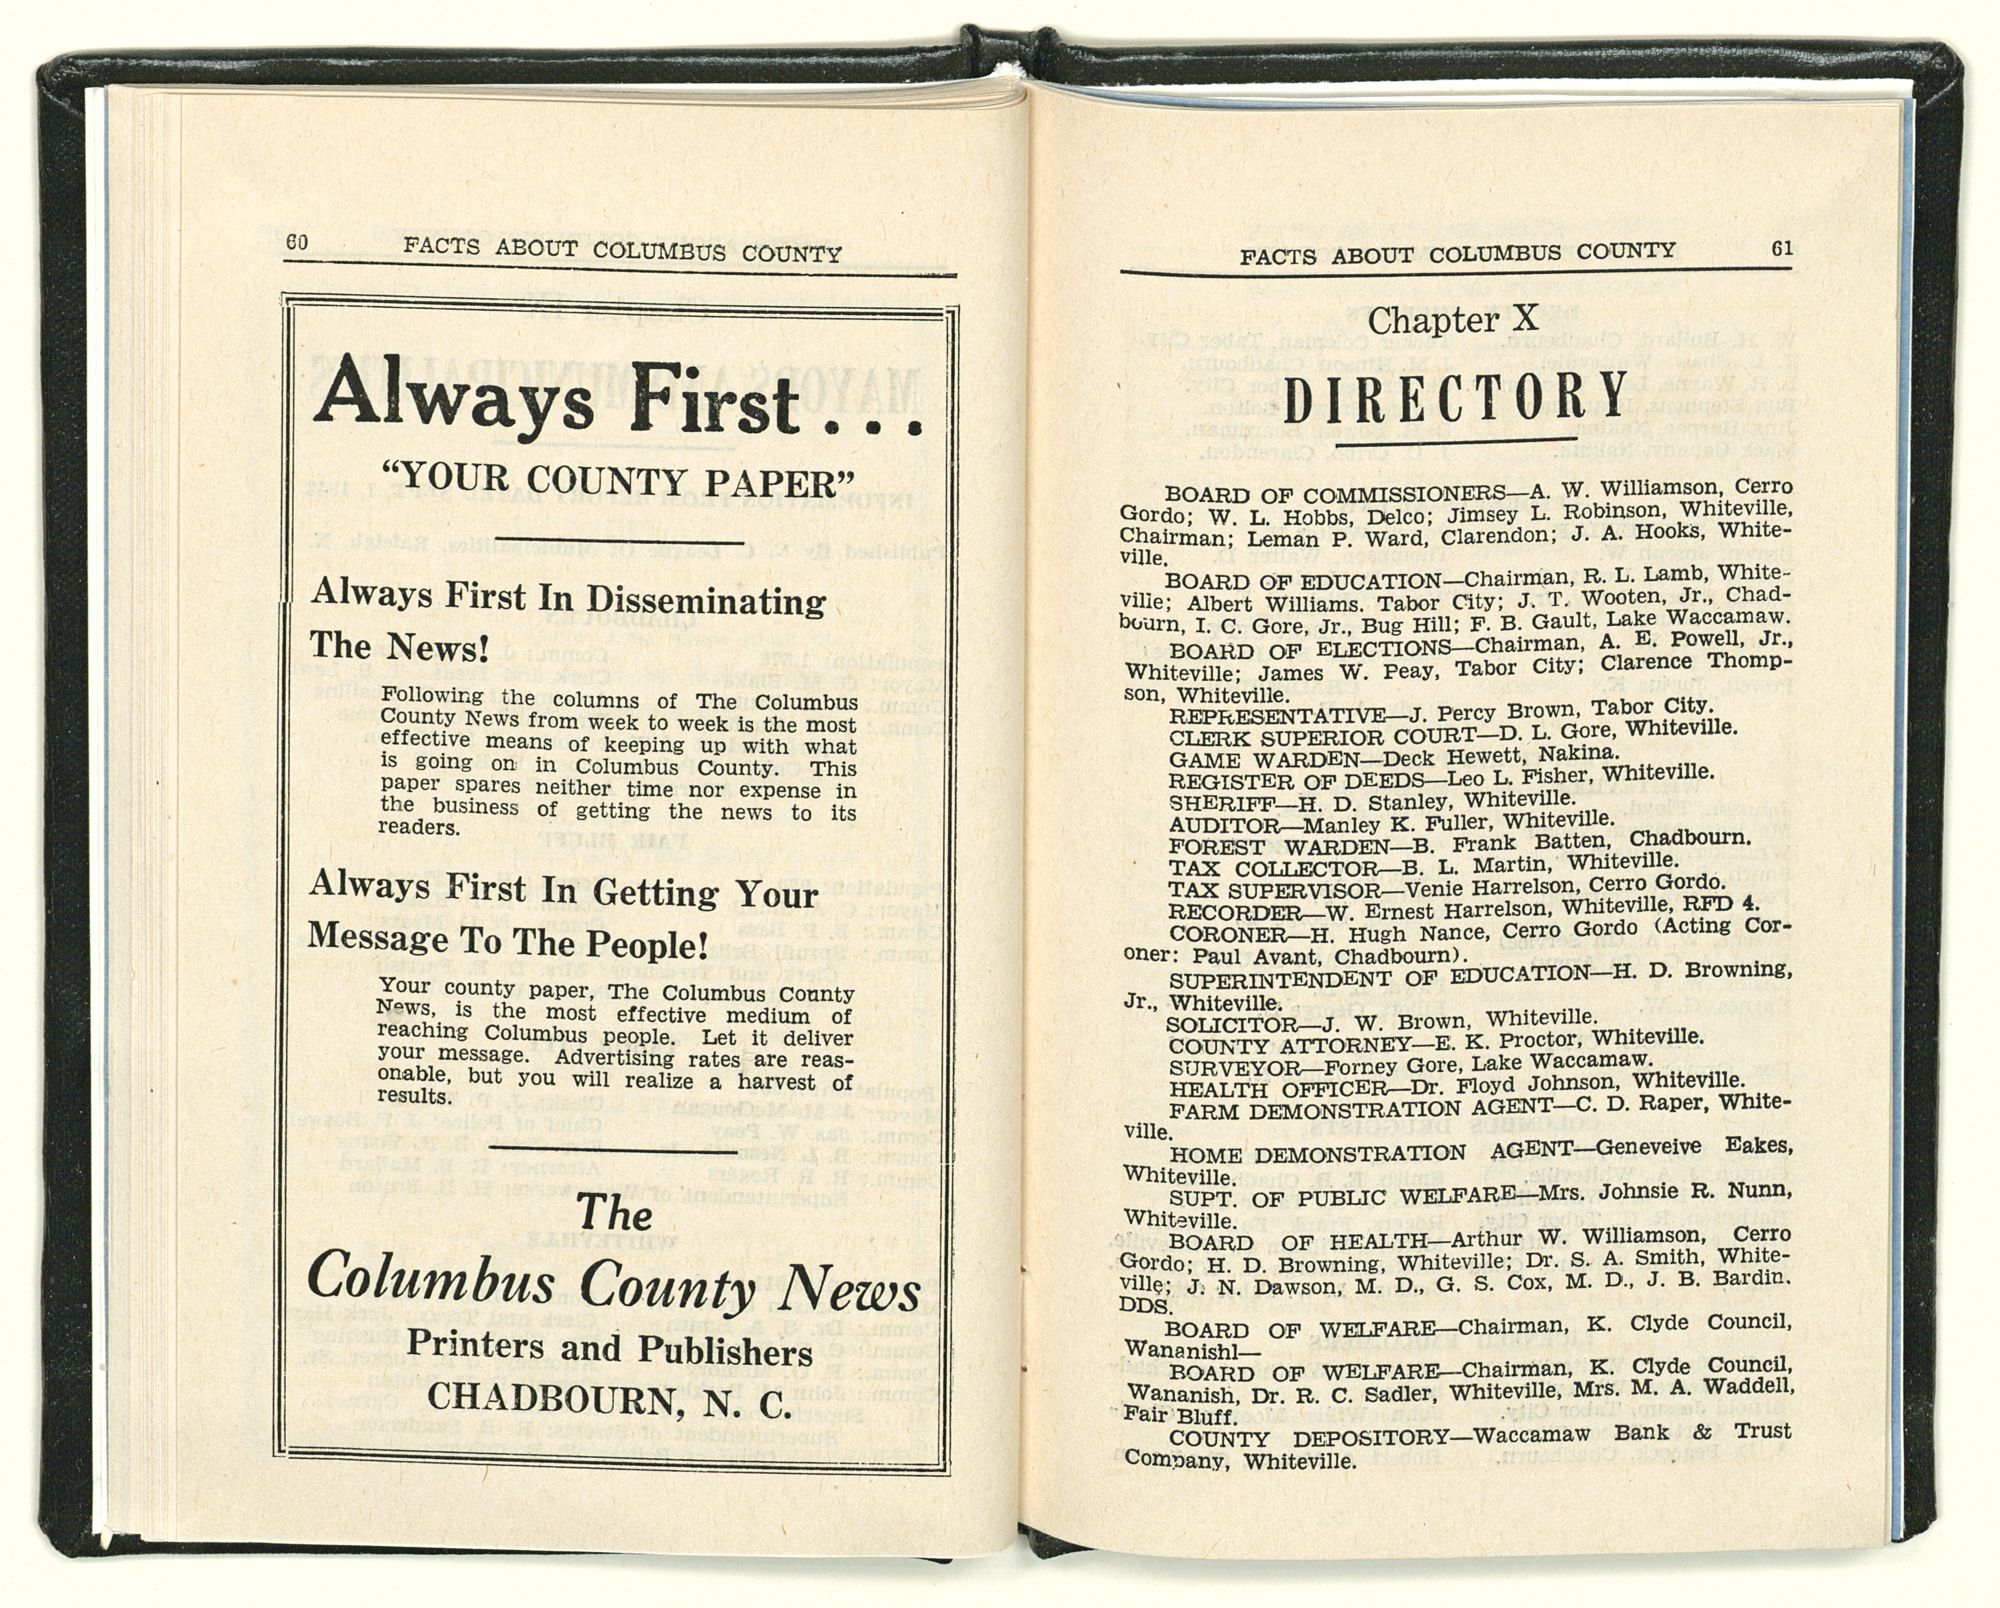 60 FACTS ABOUT COLUMBUS COUNTY
Always First . . .
“YOUR COUNTY PAPER”
Always First In Disseminating
The News!
Following the columns of The Columbus
County News from week to week is the most
effective means of keeping up with what
is going on in Columbus County. This
paper spares neither time nor expense in
the business of getting the news to its
readers.
Always First In Getting Your
Message To The People!
Your county paper, The Columbus County
News, is the most effective medium of
reaching Columbus people. Let it deliver
your message. Advertising rates are reas-
onable, but you will realize a harvest of
results.
The
Columbus County News
Printers and Publishers
CHADBOURN, N. C.
FACTS ABOUT COLUMBUS COUNTY 61
Chapter X
DIRECTORY
BOARD OF COMMISSIONERS—A. W. Williamson, Cerro
Gordo; W. L. Hobbs, Delco; Jimsey L. Robinson, Whiteville,
Chairman; Leman P. Ward, Clarendon; J. A. Hooks, White-
ville.
BOARD OF EDUCATION—Chairman, R. L. Lamb, White-
ville; Albert Williams. Tabor City; J. T. Wooten, Jr., Chad-
bourn, I. C. Gore, Jr., Bug Hill; F. B. Gault, Lake Waccamaw.
BOARD OF ELECTIONS—Chairman, A. E. Powell, Jr.,
Whiteville; James W. Peay, Tabor City; Clarence Thomp-
son, Whiteville.
REPRESENTATIVE—J. Percy Brown, Tabor City.
CLERK SUPERIOR COURT—D. L. Gore, Whiteville.
GAME WARDEN—Deck Hewett, Nakina.
REGISTER OF DEEDS—Leo L. Fisher, Whiteville.
SHERIFF—H. D. Stanley, Whiteville.
AUDITOR—Manley K. Fuller, Whiteville.
FOREST WARDEN—B. Frank Batten, Chadbourn.
TAX COLLECTOR—B. L. Martin, Whiteville.
TAX SUPERVISOR—Venie Harrelson, Cerro Gordo.
RECORDER—W. Ernest Harrelson, Whiteville, RFD 4.
CORONER—H. Hugh Nance, Cerro Gordo (Acting Cor-
oner: Paul Avant, Chadbourn).
SUPERINTENDENT OF EDUCATION—H. D. Browning,
Jr., Whiteville.
SOLICITOR—J. W. Brown, Whiteville.
COUNTY ATTORNEY—E. K. Proctor, Whiteville.
SURVEYOR—Forney Gore, Lake Waccamaw.
HEALTH OFFICER—Dr. Floyd Johnson, Whiteville.
FARM DEMONSTRATION AGENT—C. D. Raper, White-
ville.
HOME DEMONSTRATION AGENT—Geneveive Eakes,
Whiteville.
SUPT. OF PUBLIC WELFARE—Mrs. Johnsie R. Nunn,
Whiteville.
BOARD OF HEALTH—Arthur W. Williamson, Cerro
Gordo; H. D. Browning, Whiteville; Dr. S. A. Smith, White-
ville; J. N. Dawson, M. D., G. S. Cox, M. D., J. B. Bardin.
DDS.
BOARD OF WELFARE—Chairman, K. Clyde Council,
Wananishl—
BOARD OF WELFARE—Chairman, K. Clyde Council,
Wananish, Dr. R. C. Sadler, Whiteville, Mrs. M. A. Waddell,
Fair Bluff.
COUNTY DEPOSITORY—Waccamaw Bank & Trust
Company, Whiteville.